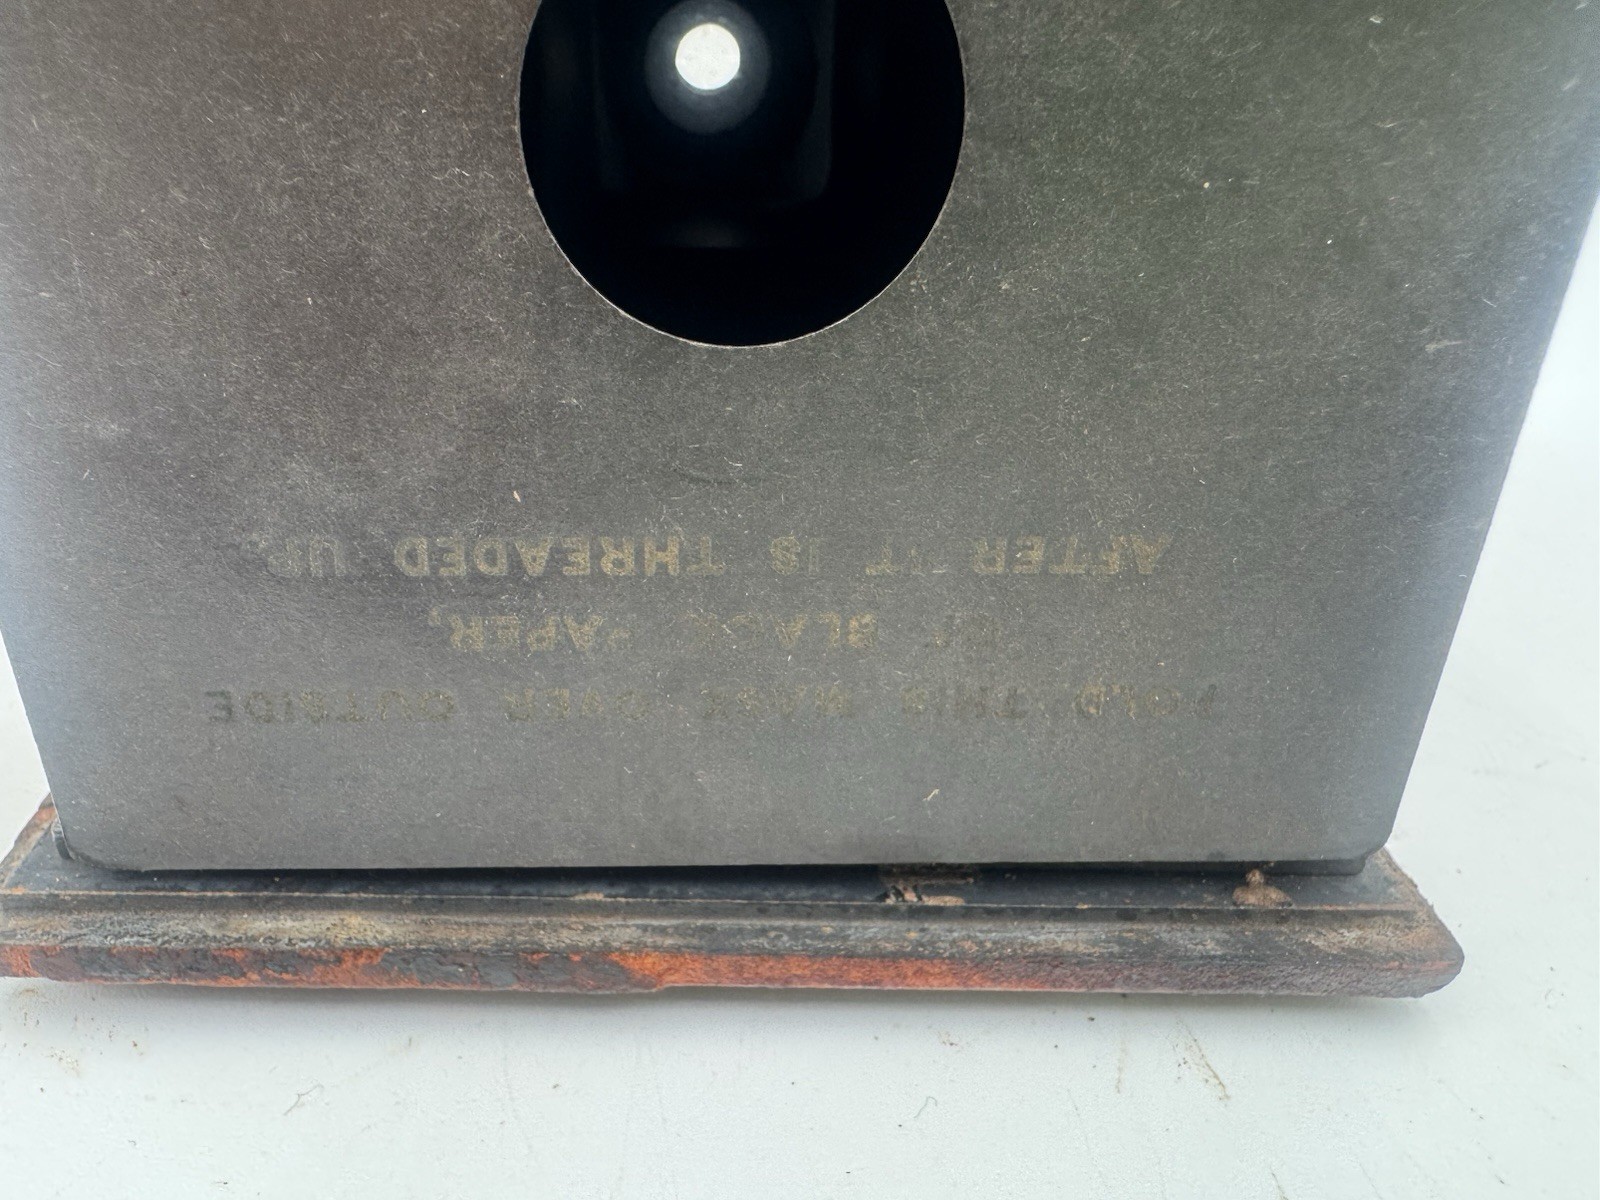 FOLD THIS MASK OVER OUTSIDE
OF BLACK PAPER,
AFTER IT IS THREADED UP